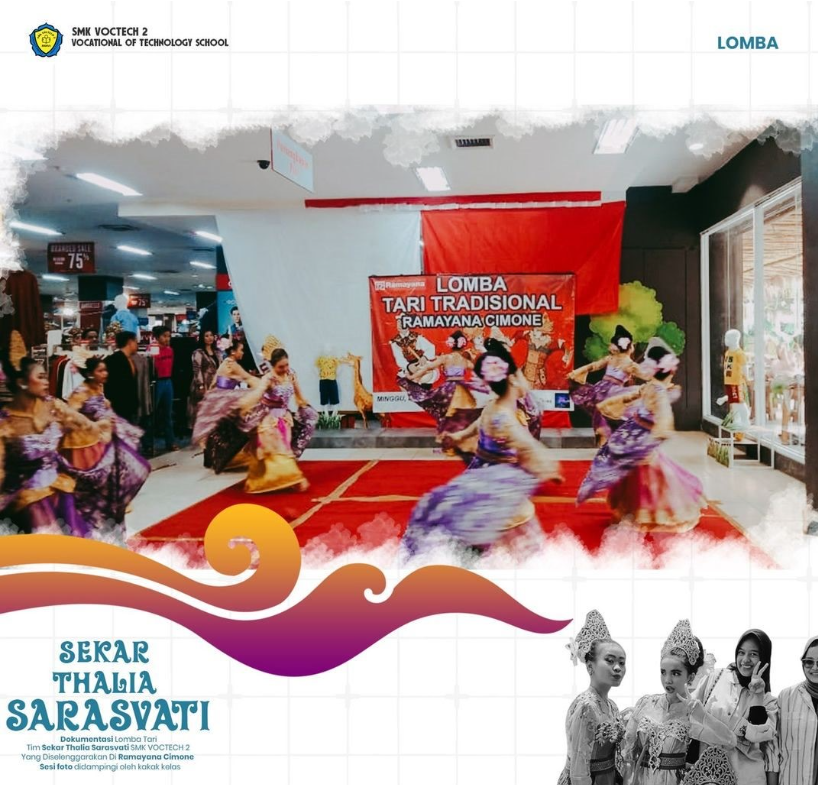 SMK VOCTECH 2
VOCATIONAL OF TECHNOLOGY SCHOOL
LOMBA
BRANDED SALE
75%
Ramayana
LOMBA
TARI TRADISIONAL
RAMAYANA CIMONE
MINGGU,
SEKAR
THALIA
SARASVATI
Dokumentasi Lomba Tari
Tim Sekar Thalia Sarasvati SMK VOCTECH 2
Yang Diselenggarakan Di Ramayana Cimone
Sesi foto didampingi oleh kakak kelas